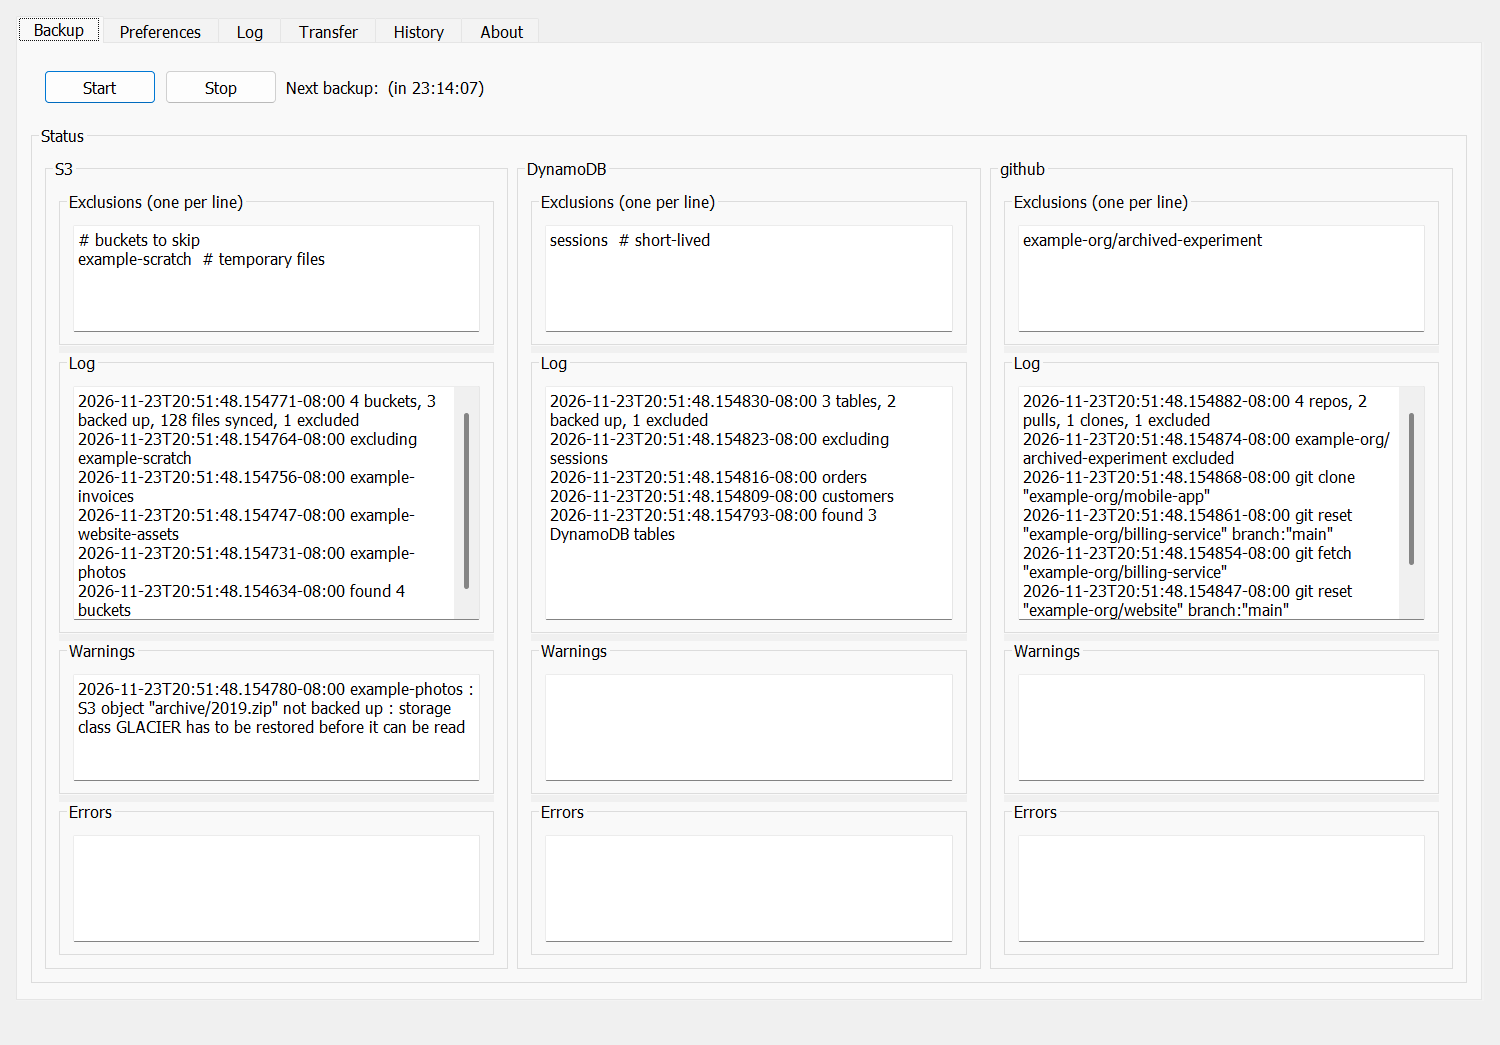 Backup
Preferences
Log
Transfer
History
About
Start
Stop
Next backup:  (in 23:14:07)
Status
S3
Exclusions (one per line)
# buckets to skip
example-scratch  # temporary files
Log
2026-11-23T20:51:48.154771-08:00 4 buckets, 3
backed up, 128 files synced, 1 excluded
2026-11-23T20:51:48.154764-08:00 excluding
example-scratch
2026-11-23T20:51:48.154756-08:00 example-
invoices
2026-11-23T20:51:48.154747-08:00 example-
website-assets
2026-11-23T20:51:48.154731-08:00 example-
photos
2026-11-23T20:51:48.154634-08:00 found 4
buckets
Warnings
2026-11-23T20:51:48.154780-08:00 example-photos :
S3 object "archive/2019.zip" not backed up : storage
class GLACIER has to be restored before it can be read
Errors
DynamoDB
Exclusions (one per line)
sessions  # short-lived
Log
2026-11-23T20:51:48.154830-08:00 3 tables, 2
backed up, 1 excluded
2026-11-23T20:51:48.154823-08:00 excluding
sessions
2026-11-23T20:51:48.154816-08:00 orders
2026-11-23T20:51:48.154809-08:00 customers
2026-11-23T20:51:48.154793-08:00 found 3
DynamoDB tables
Warnings
Errors
github
Exclusions (one per line)
example-org/archived-experiment
Log
2026-11-23T20:51:48.154882-08:00 4 repos, 2
pulls, 1 clones, 1 excluded
2026-11-23T20:51:48.154874-08:00 example-org/
archived-experiment excluded
2026-11-23T20:51:48.154868-08:00 git clone
"example-org/mobile-app"
2026-11-23T20:51:48.154861-08:00 git reset
"example-org/billing-service" branch:"main"
2026-11-23T20:51:48.154854-08:00 git fetch
"example-org/billing-service"
2026-11-23T20:51:48.154847-08:00 git reset
"example-org/website" branch:"main"
Warnings
Errors